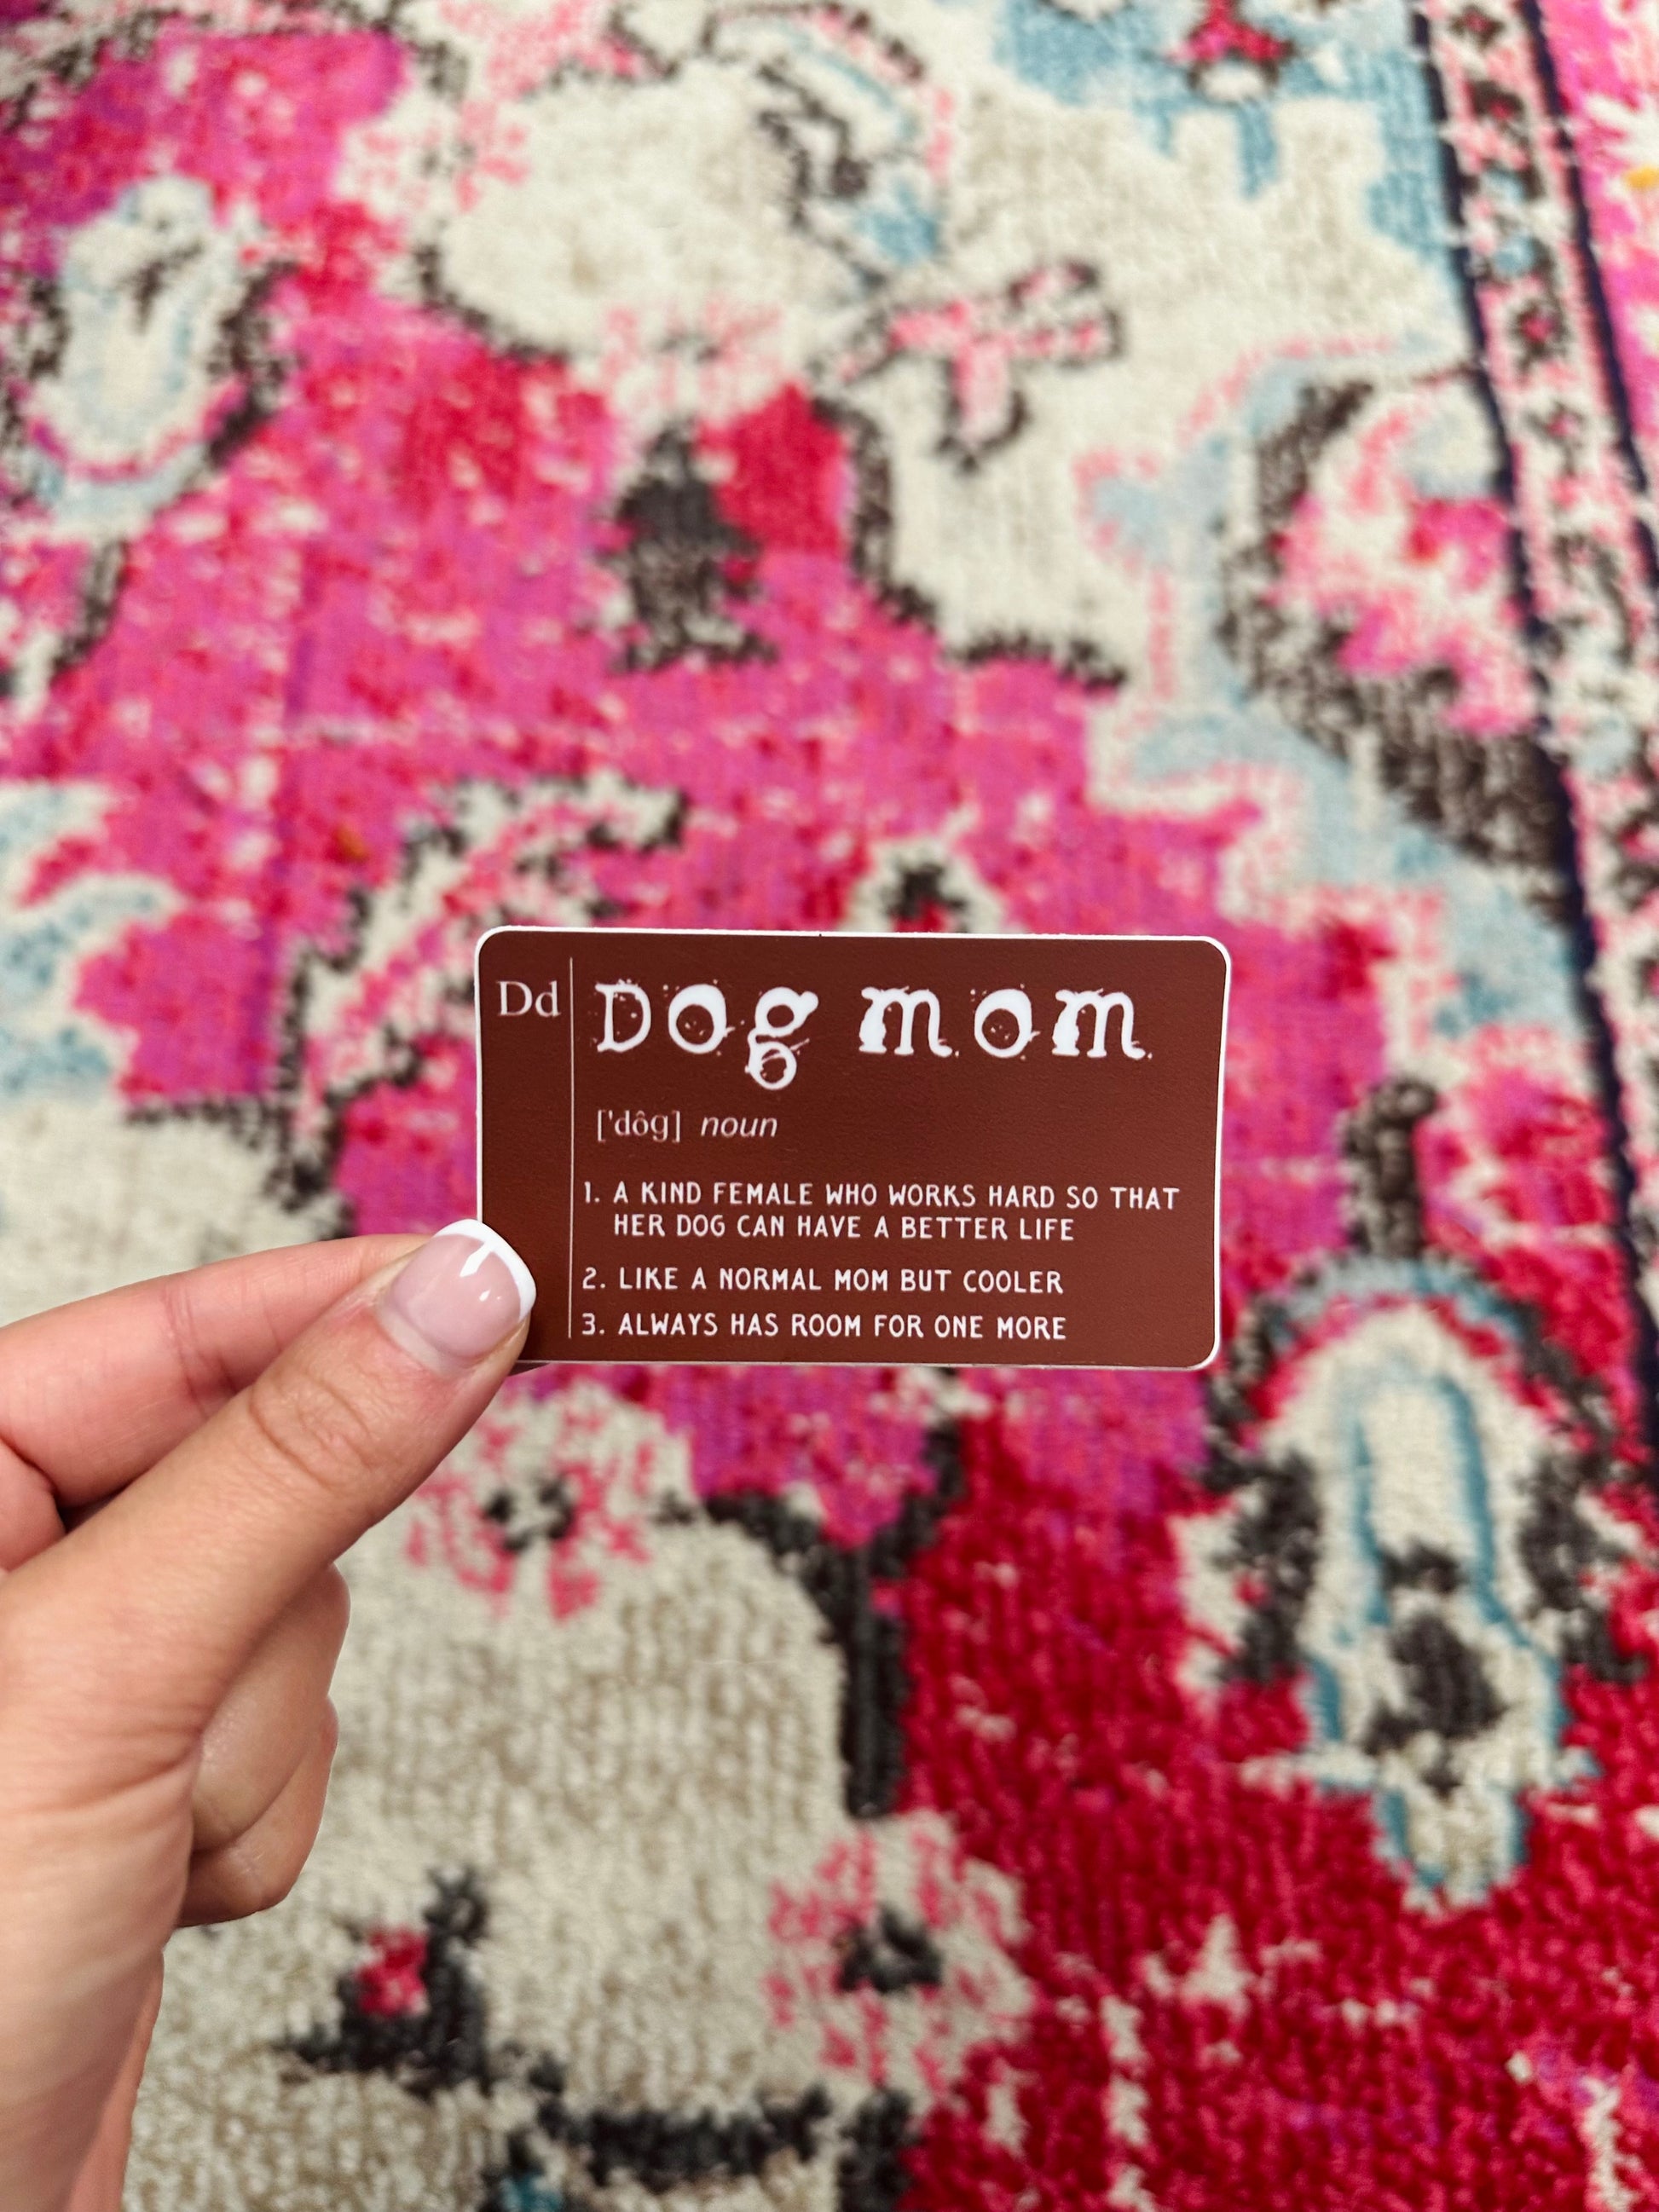 Dd
Dog mom
['dôg] noun
1. A KIND FEMALE WHO WORKS HARD SO THAT
HER DOG CAN HAVE A BETTER LIFE
2. LIKE A NORMAL MOM BUT COOLER
3. ALWAYS HAS ROOM FOR ONE MORE